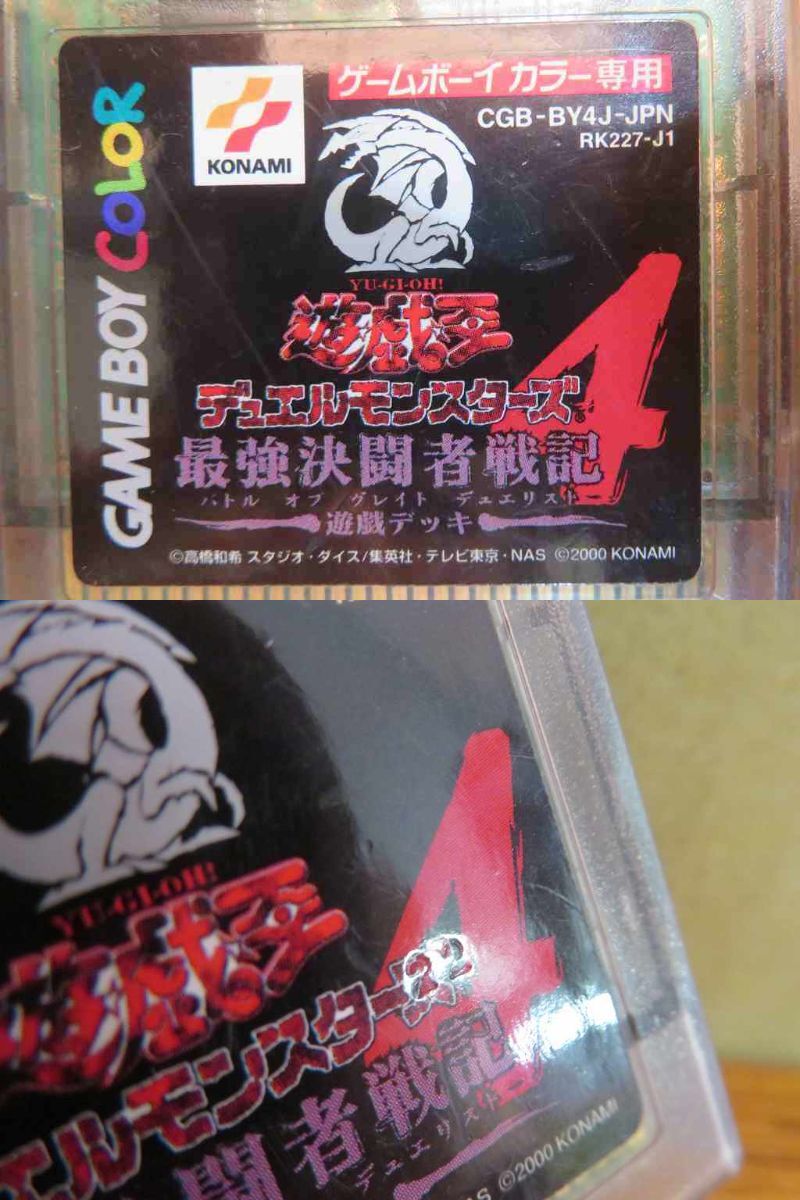 GAME BOY COLOR
KONAMI
ゲームボーイカラー専用
CGB-BY4J-JPN
RK227-J1
YU-GI-OH!
遊戯王
デュエルモンスターズ4
最強決闘者戦記
バトル オブ グレイト デュエリスト
遊戯デッキ
©高橋和希 スタジオ・ダイス/集英社・テレビ東京・NAS ©2000 KONAMI
YU-GI-OH!
遊戯王
デュエルモンスターズ4
闘者戦記
デュエリスト
AS ©2000 KONAMI